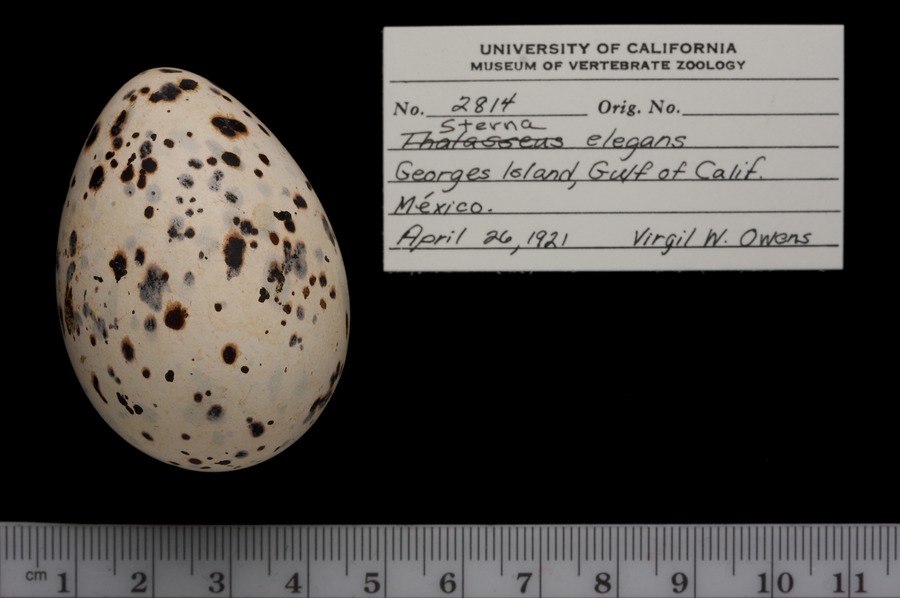 UNIVERSITY OF CALIFORNIA
MUSEUM OF VERTEBRATE ZOOLOGY
No. 2814 Orig. No.
Sterna
Thalasseus elegans
Georges Island, Gulf of Calif.
México.
April 26, 1921 Virgil W. Owens
cm 1 2 3 4 5 6 7 8 9 10 11